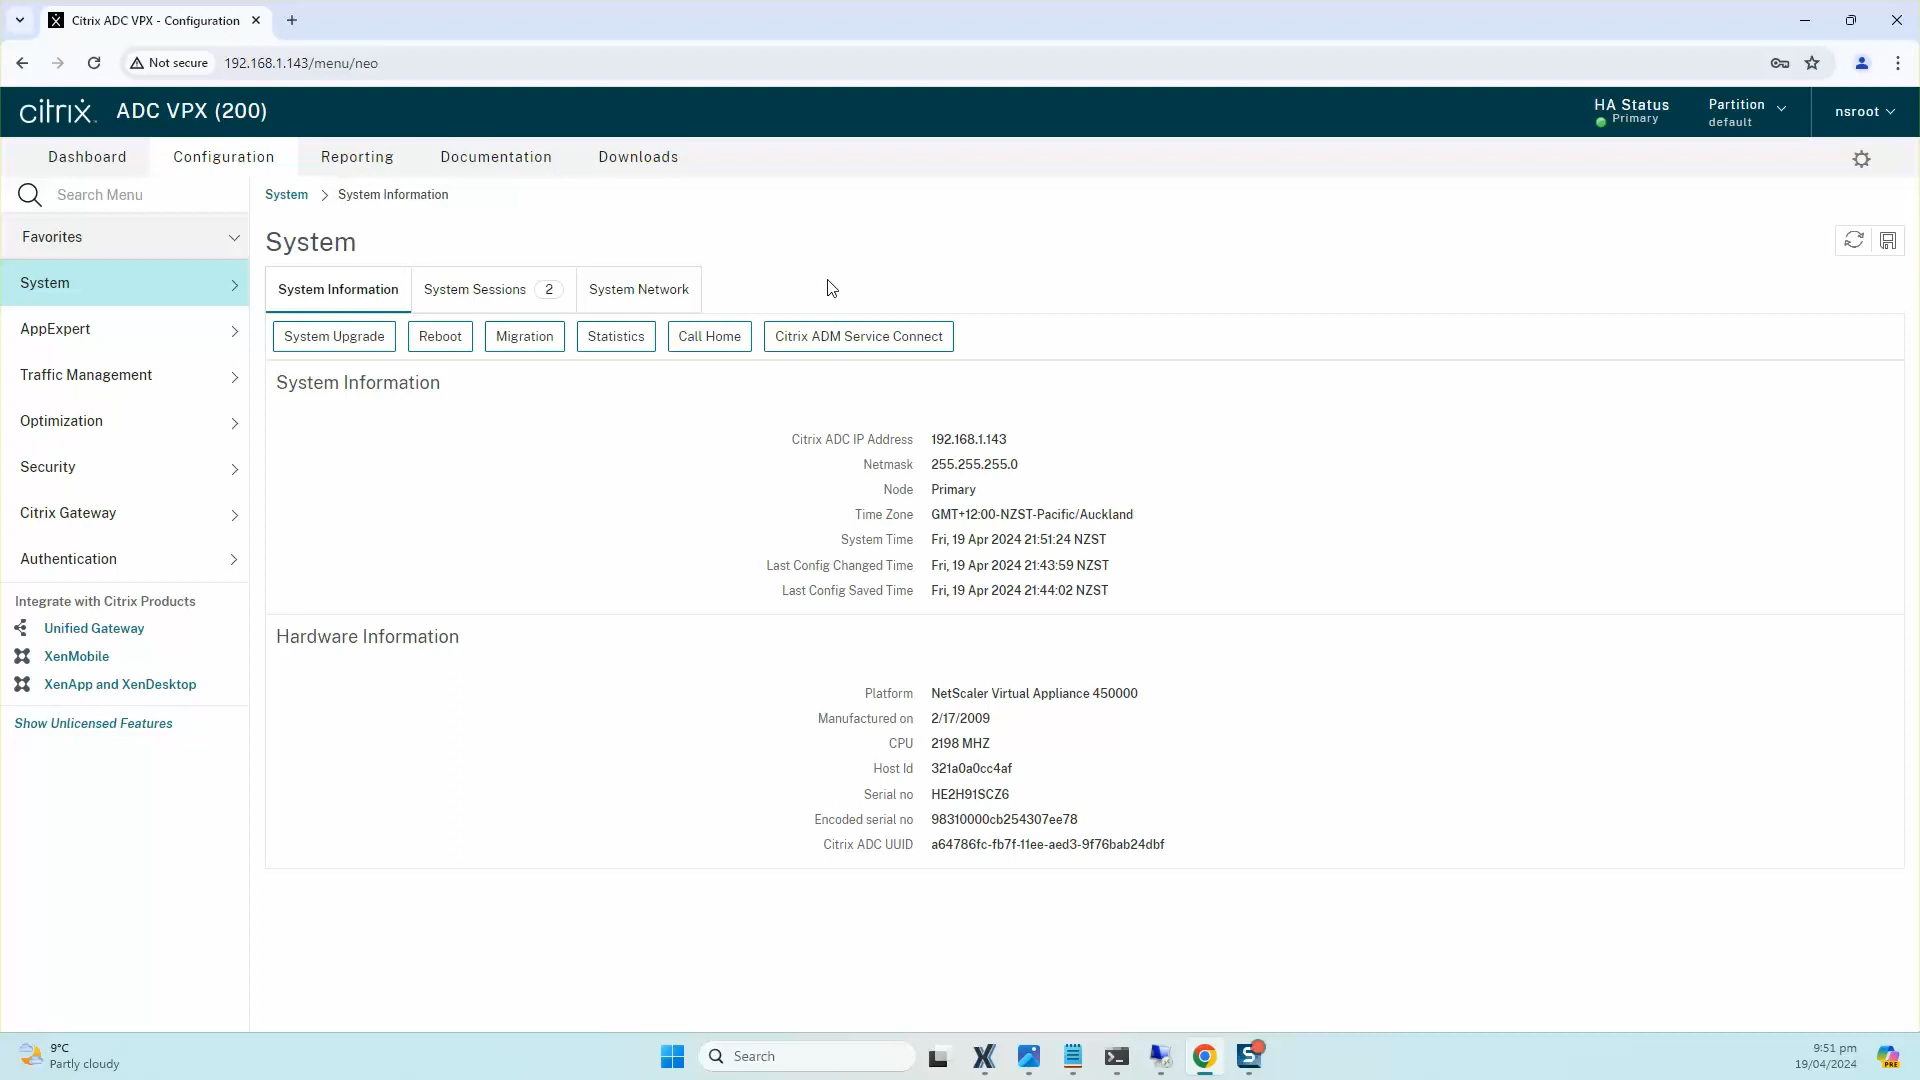 Citrix ADC VPX - Configuration
Not secure
192.168.1.143/menu/neo
citrix
ADC VPX (200)
HA Status
Primary
Partition
default
nsroot
Dashboard
Configuration
Reporting
Documentation
Downloads
Search Menu
System
System Information
Favorites
System
AppExpert
Traffic Management
Optimization
Security
Citrix Gateway
Authentication
Integrate with Citrix Products
Unified Gateway
XenMobile
XenApp and XenDesktop
Show Unlicensed Features
System
System Information
System Sessions 2
System Network
System Upgrade
Reboot
Migration
Statistics
Call Home
Citrix ADM Service Connect
System Information
Citrix ADC IP Address 192.168.1.143
Netmask 255.255.255.0
Node Primary
Time Zone GMT+12:00-NZST-Pacific/Auckland
System Time Fri, 19 Apr 2024 21:51:24 NZST
Last Config Changed Time Fri, 19 Apr 2024 21:43:59 NZST
Last Config Saved Time Fri, 19 Apr 2024 21:44:02 NZST
Hardware Information
Platform NetScaler Virtual Appliance 450000
Manufactured on 2/17/2009
CPU 2198 MHZ
Host Id 321a0a0cc4af
Serial no HE2H91SCZ6
Encoded serial no 98310000cb254307ee78
Citrix ADC UUID a64786fc-fb7f-11ee-aed3-9f76bab24dbf
9°C
Partly cloudy
Search
9:51 pm
19/04/2024
PRE